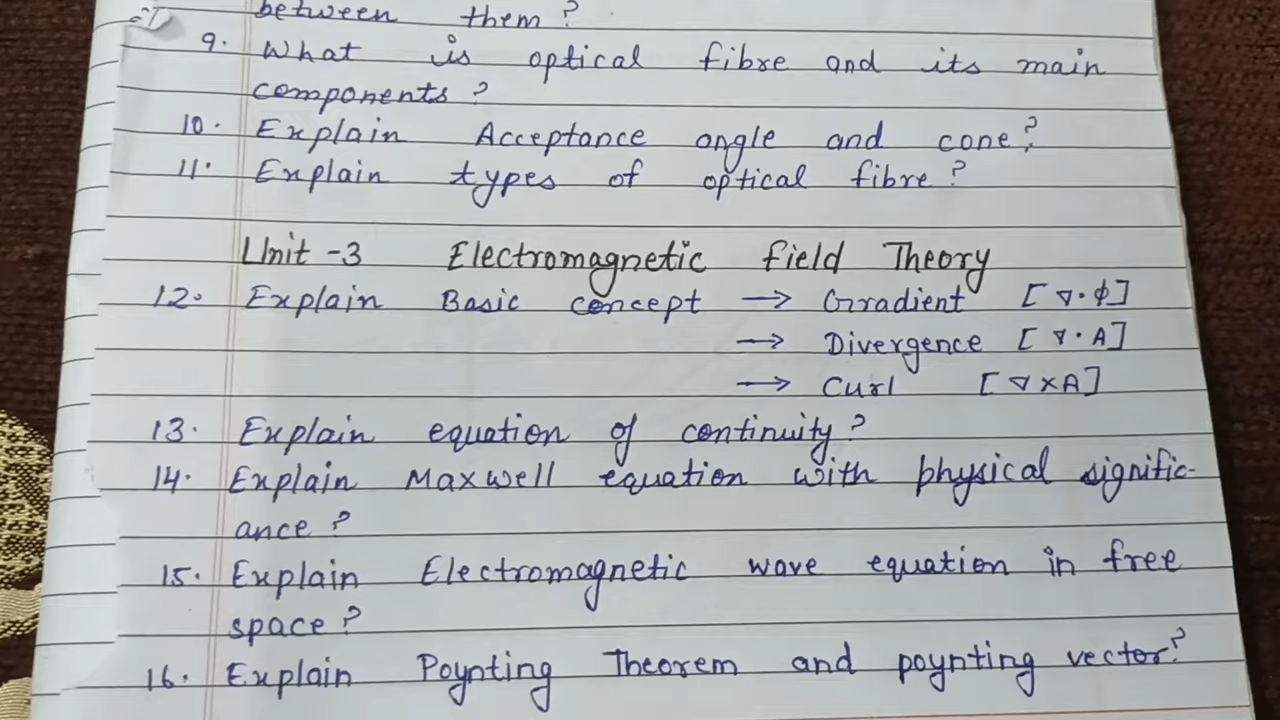 between them?
9. What is optical fibre and its main
components?
10. Explain Acceptance angle and cone?
11. Explain types of optical fibre?
Unit -3 Electromagnetic Field Theory
12. Explain Basic concept → Gradient [∇·ϕ]
→ Divergence [∇·A]
→ Curl [∇×A]
13. Explain equation of continuity?
14. Explain Maxwell equation with physical signific-
ance?
15. Explain Electromagnetic wave equation in free
space?
16. Explain Poynting Theorem and poynting vector?